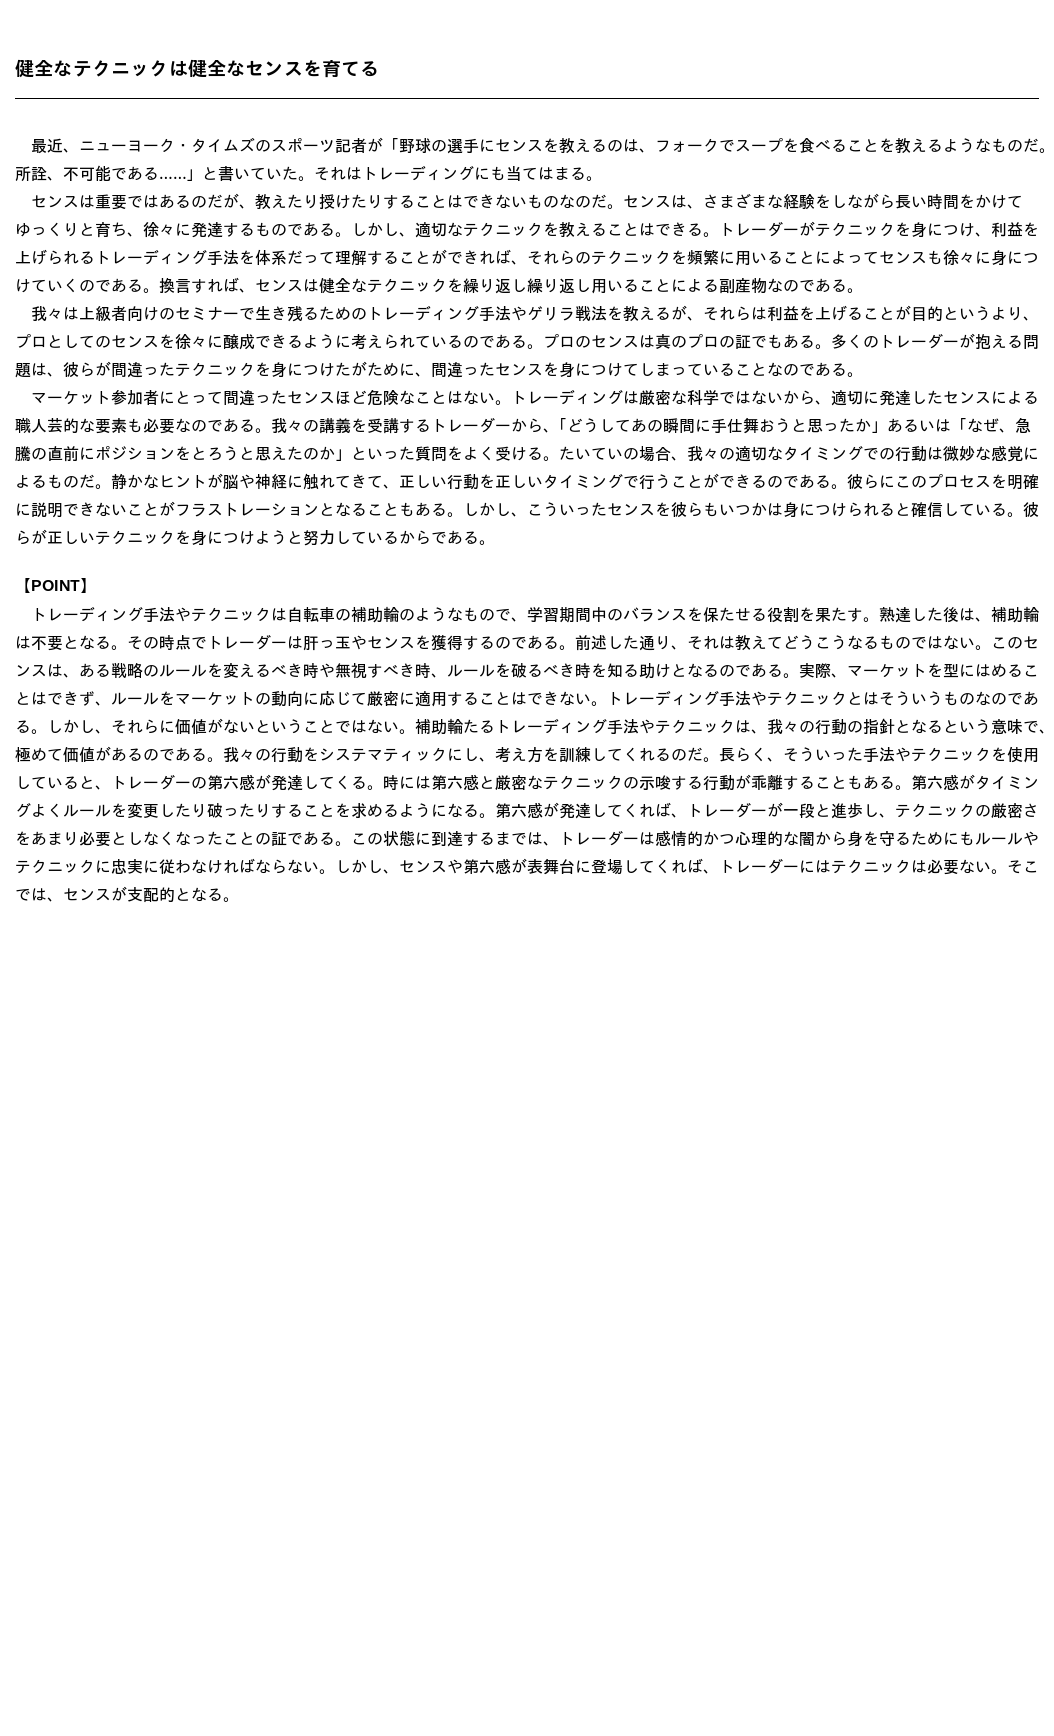 健全なテクニックは健全なセンスを育てる
　最近、ニューヨーク・タイムズのスポーツ記者が「野球の選手にセンスを教えるのは、フォークでスープを食べることを教えるようなものだ。
所詮、不可能である……」と書いていた。それはトレーディングにも当てはまる。
　センスは重要ではあるのだが、教えたり授けたりすることはできないものなのだ。センスは、さまざまな経験をしながら長い時間をかけて
ゆっくりと育ち、徐々に発達するものである。しかし、適切なテクニックを教えることはできる。トレーダーがテクニックを身につけ、利益を
上げられるトレーディング手法を体系だって理解することができれば、それらのテクニックを頻繁に用いることによってセンスも徐々に身につ
けていくのである。換言すれば、センスは健全なテクニックを繰り返し繰り返し用いることによる副産物なのである。
　我々は上級者向けのセミナーで生き残るためのトレーディング手法やゲリラ戦法を教えるが、それらは利益を上げることが目的というより、
プロとしてのセンスを徐々に醸成できるように考えられているのである。プロのセンスは真のプロの証でもある。多くのトレーダーが抱える問
題は、彼らが間違ったテクニックを身につけたがために、間違ったセンスを身につけてしまっていることなのである。
　マーケット参加者にとって間違ったセンスほど危険なことはない。トレーディングは厳密な科学ではないから、適切に発達したセンスによる
職人芸的な要素も必要なのである。我々の講義を受講するトレーダーから、「どうしてあの瞬間に手仕舞おうと思ったか」あるいは「なぜ、急
騰の直前にポジションをとろうと思えたのか」といった質問をよく受ける。たいていの場合、我々の適切なタイミングでの行動は微妙な感覚に
よるものだ。静かなヒントが脳や神経に触れてきて、正しい行動を正しいタイミングで行うことができるのである。彼らにこのプロセスを明確
に説明できないことがフラストレーションとなることもある。しかし、こういったセンスを彼らもいつかは身につけられると確信している。彼
らが正しいテクニックを身につけようと努力しているからである。
【POINT】
　トレーディング手法やテクニックは自転車の補助輪のようなもので、学習期間中のバランスを保たせる役割を果たす。熟達した後は、補助輪
は不要となる。その時点でトレーダーは肝っ玉やセンスを獲得するのである。前述した通り、それは教えてどうこうなるものではない。このセ
ンスは、ある戦略のルールを変えるべき時や無視すべき時、ルールを破るべき時を知る助けとなるのである。実際、マーケットを型にはめるこ
とはできず、ルールをマーケットの動向に応じて厳密に適用することはできない。トレーディング手法やテクニックとはそういうものなのであ
る。しかし、それらに価値がないということではない。補助輪たるトレーディング手法やテクニックは、我々の行動の指針となるという意味で、
極めて価値があるのである。我々の行動をシステマティックにし、考え方を訓練してくれるのだ。長らく、そういった手法やテクニックを使用
していると、トレーダーの第六感が発達してくる。時には第六感と厳密なテクニックの示唆する行動が乖離することもある。第六感がタイミン
グよくルールを変更したり破ったりすることを求めるようになる。第六感が発達してくれば、トレーダーが一段と進歩し、テクニックの厳密さ
をあまり必要としなくなったことの証である。この状態に到達するまでは、トレーダーは感情的かつ心理的な闇から身を守るためにもルールや
テクニックに忠実に従わなければならない。しかし、センスや第六感が表舞台に登場してくれば、トレーダーにはテクニックは必要ない。そこ
では、センスが支配的となる。